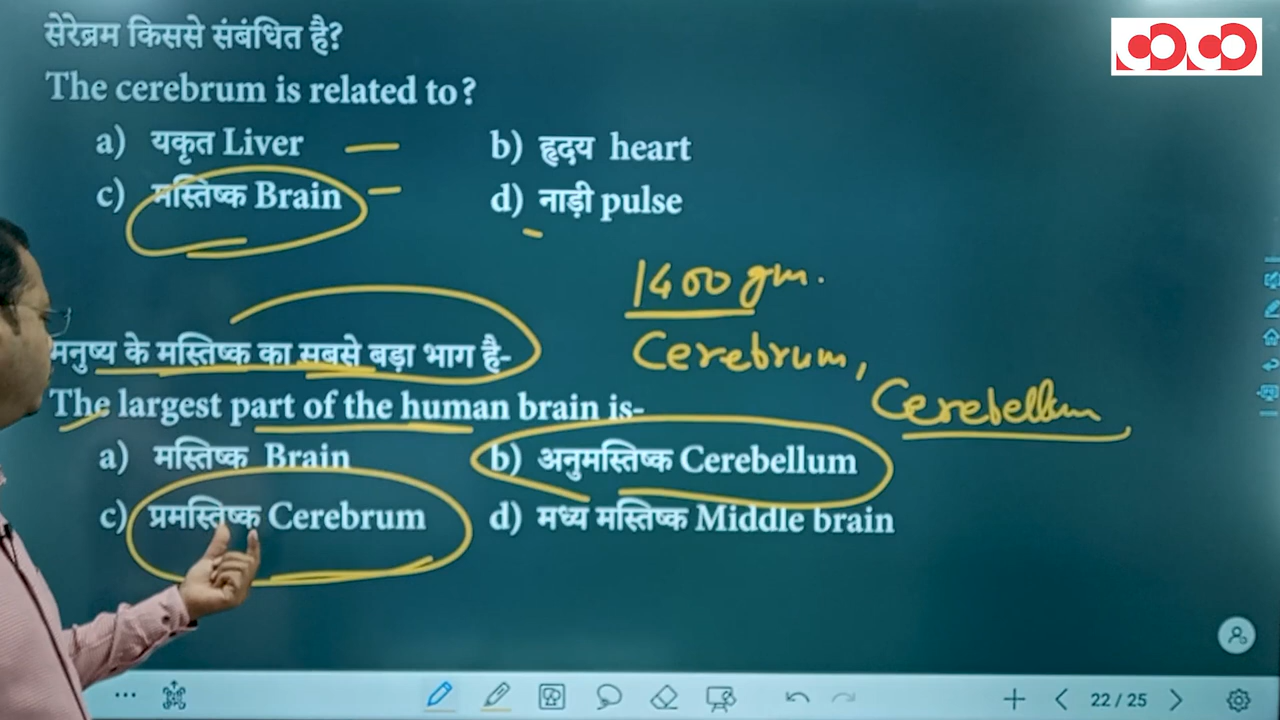 सेरेब्रम किससे संबंधित है?
The cerebrum is related to?
a) यकृत Liver
b) हृदय heart
c) मस्तिष्क Brain
d) नाड़ी pulse
1400 gm.
Cerebrum,
Cerebellum
मनुष्य के मस्तिष्क का सबसे बड़ा भाग है-
The largest part of the human brain is-
a) मस्तिष्क Brain
b) अनुमस्तिष्क Cerebellum
c) प्रमस्तिष्क Cerebrum
d) मध्य मस्तिष्क Middle brain
22 / 25